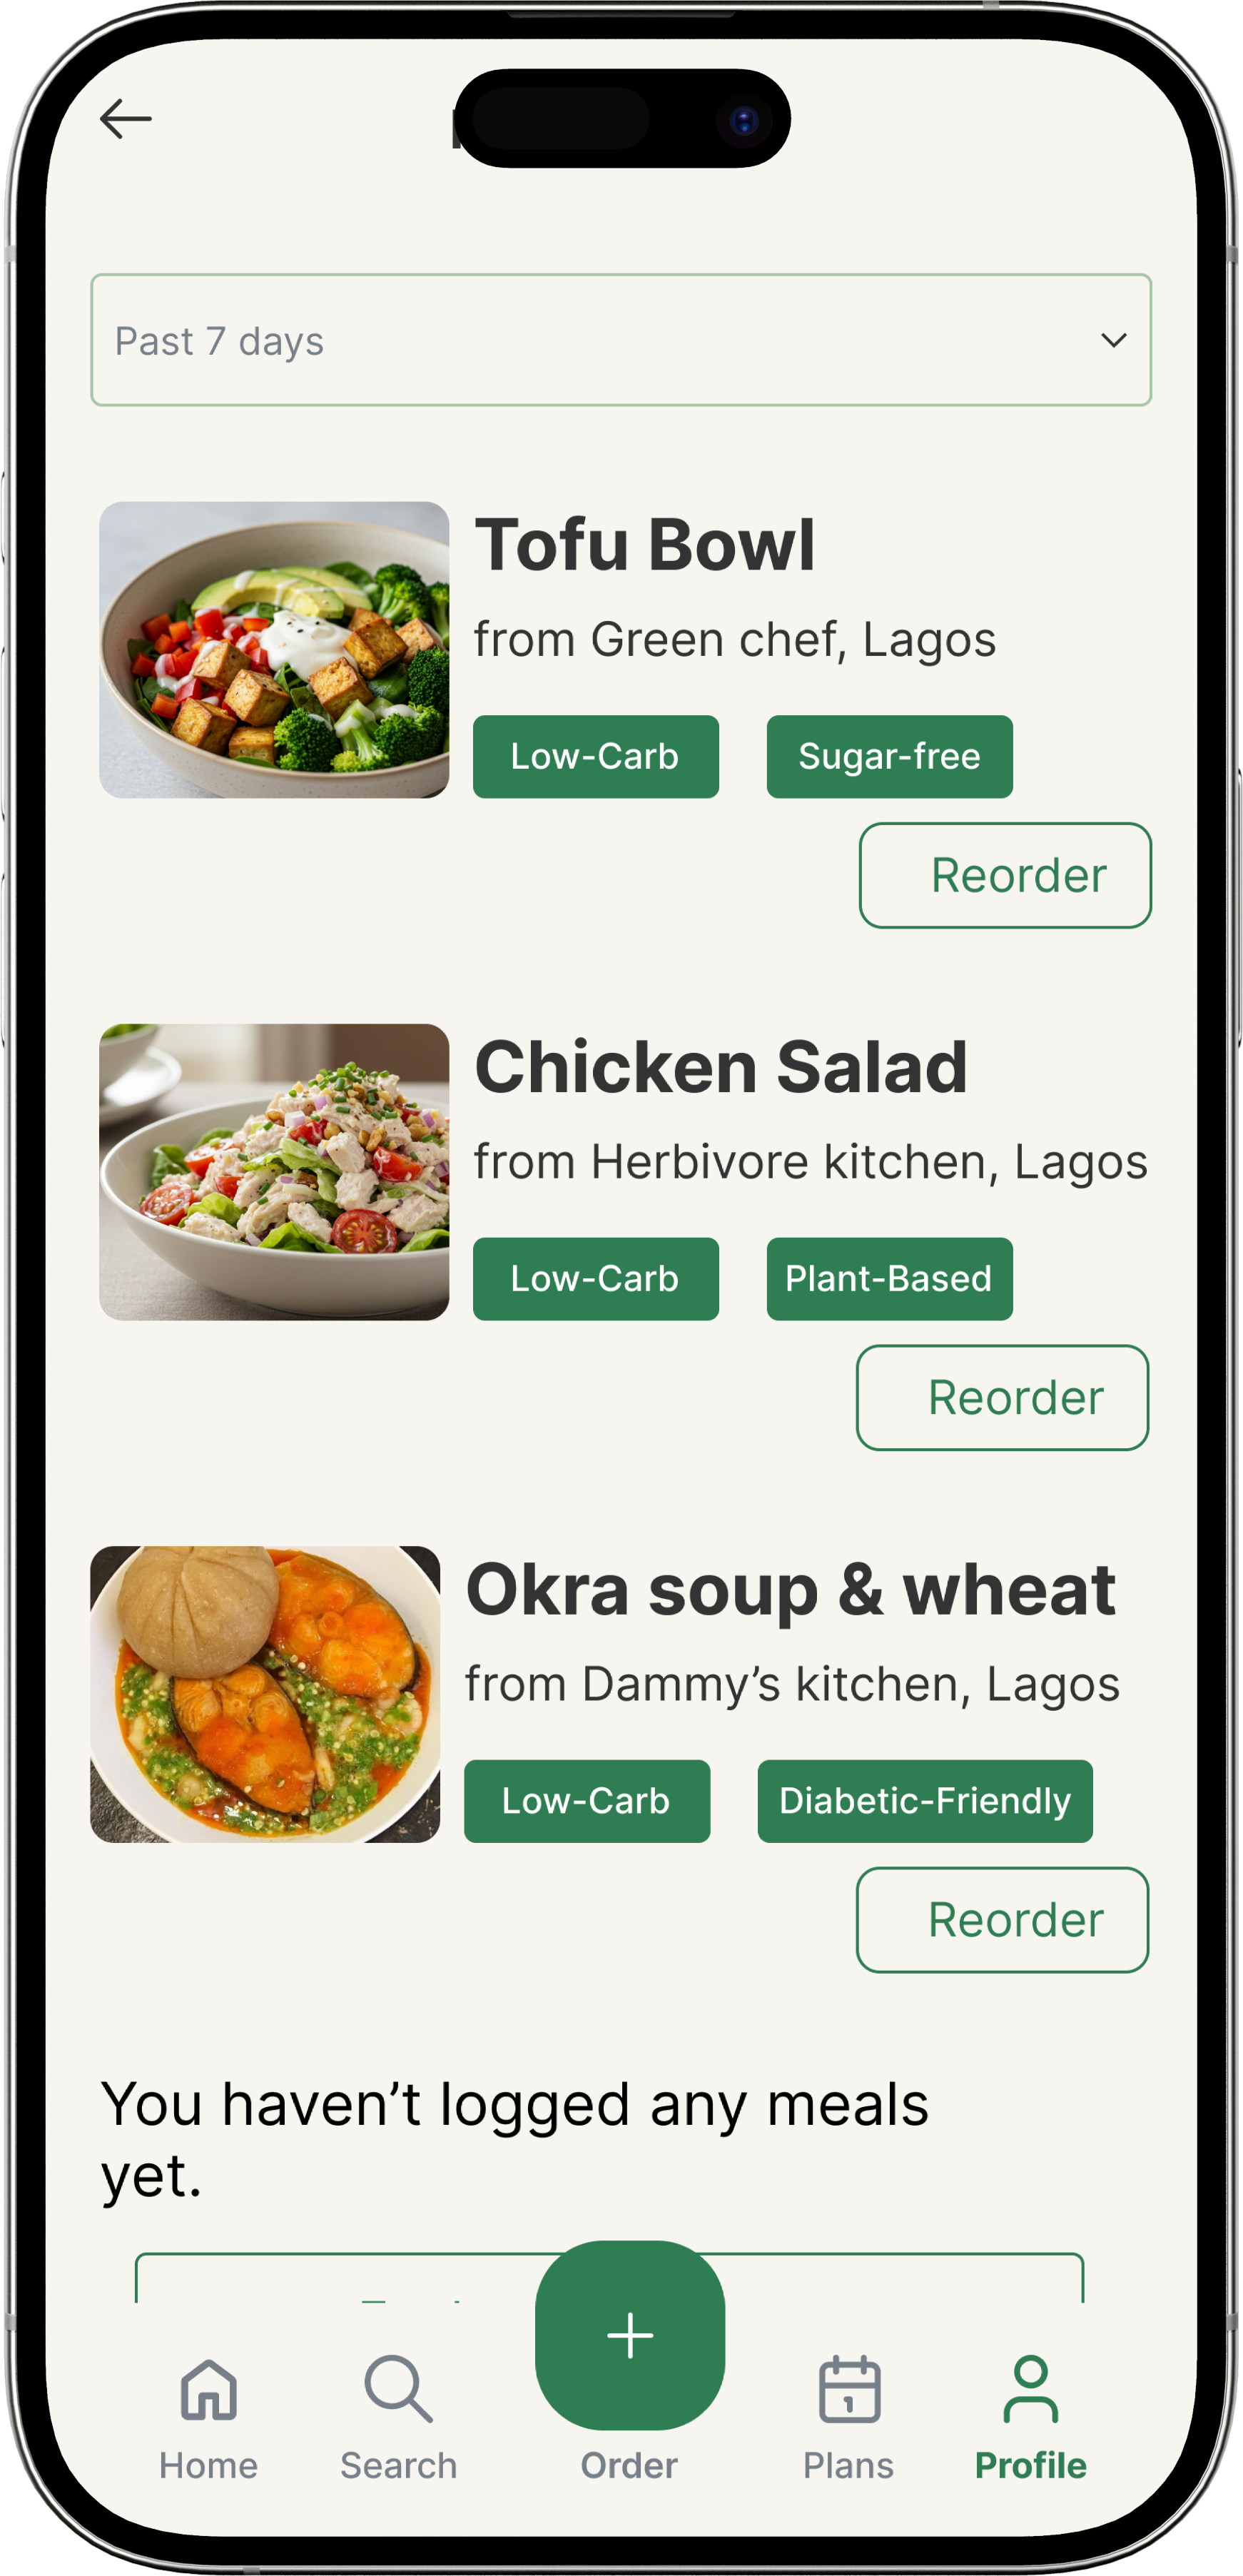 Past 7 days
Tofu Bowl
from Green chef, Lagos
Low-Carb
Sugar-free
Reorder
Chicken Salad
from Herbivore kitchen, Lagos
Low-Carb
Plant-Based
Reorder
Okra soup & wheat
from Dammy’s kitchen, Lagos
Low-Carb
Diabetic-Friendly
Reorder
You haven’t logged any meals
yet.
Home
Search
Order
Plans
Profile